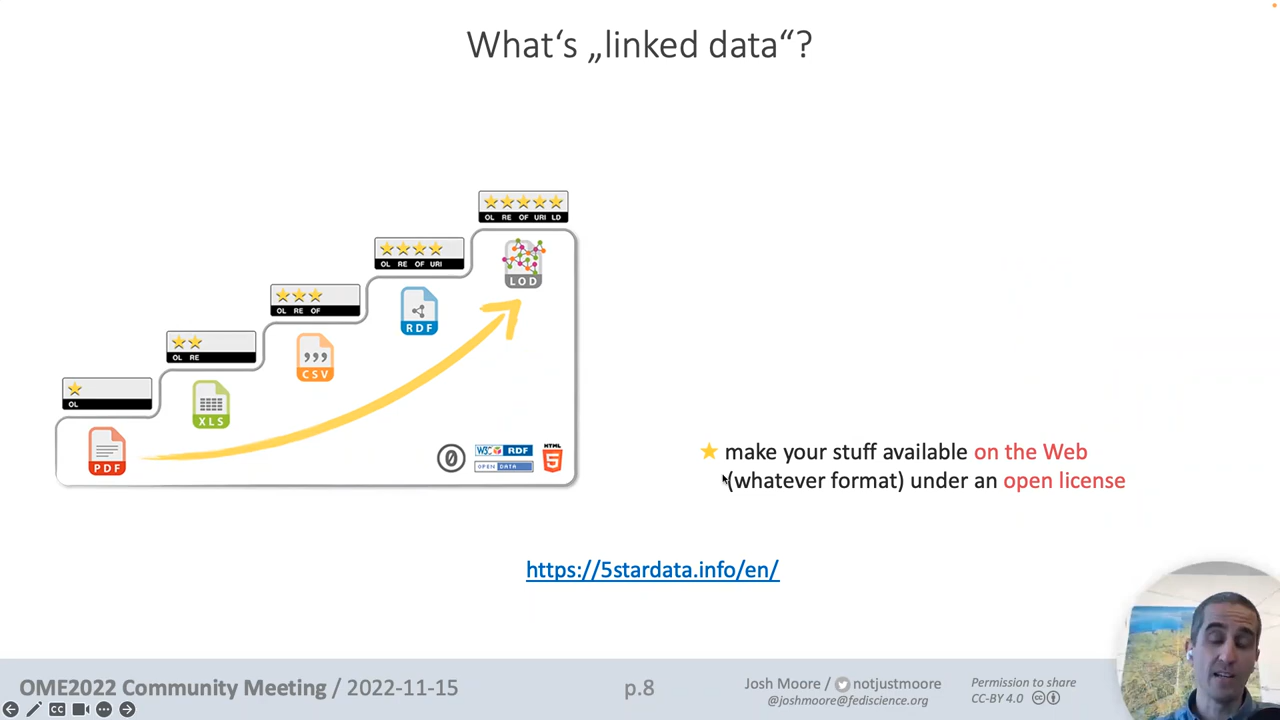 What‘s „linked data“?
OL RE OF URI LD
LOD
OL RE OF URI
RDF
OL RE OF
CSV
OL RE
XLS
OL
PDF
W3C RDF
OPEN DATA
HTML
5
0
make your stuff available on the Web
(whatever format) under an open license
https://5stardata.info/en/
OME2022 Community Meeting / 2022-11-15
p.8
Josh Moore / notjustmoore
@joshmoore@fediscience.org
Permission to share
CC-BY 4.0
CC